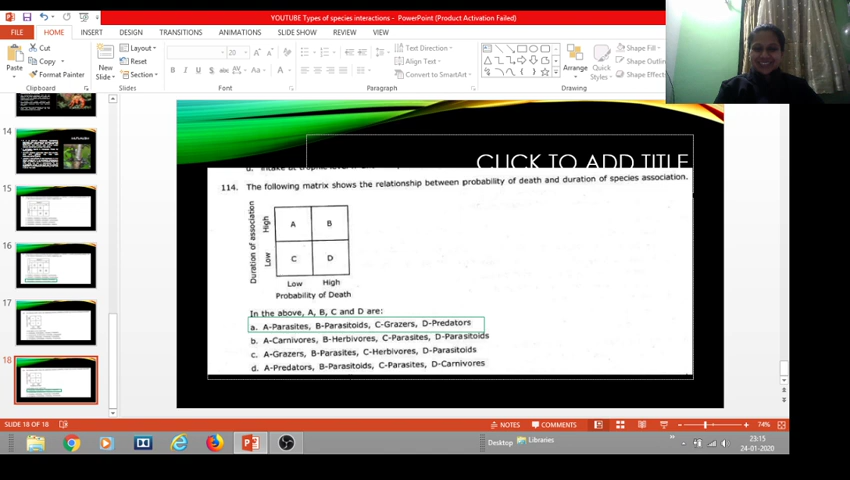 YOUTUBE Types of species interactions - PowerPoint (Product Activation Failed)
FILE HOME INSERT DESIGN TRANSITIONS ANIMATIONS SLIDE SHOW REVIEW VIEW
Cut
Copy
Format Painter
Paste
Clipboard
New Slide
Layout
Reset
Section
Slides
20
Font
Paragraph
Text Direction
Align Text
Convert to SmartArt
Arrange
Quick Styles
Shape Fill
Shape Outline
Shape Effects
Drawing
14
15
16
17
18
CLICK TO ADD TITLE
114. The following matrix shows the relationship between probability of death and duration of species association.
Duration of association
High
Low
A B
C D
Low High
Probability of Death
In the above, A, B, C and D are:
a. A-Parasites, B-Parasitoids, C-Grazers, D-Predators
b. A-Carnivores, B-Herbivores, C-Parasites, D-Parasitoids
c. A-Grazers, B-Parasites, C-Herbivores, D-Parasitoids
d. A-Predators, B-Parasitoids, C-Parasites, D-Carnivores
SLIDE 18 OF 18
NOTES
COMMENTS
74%
Desktop
Libraries
23:15
24-01-2020